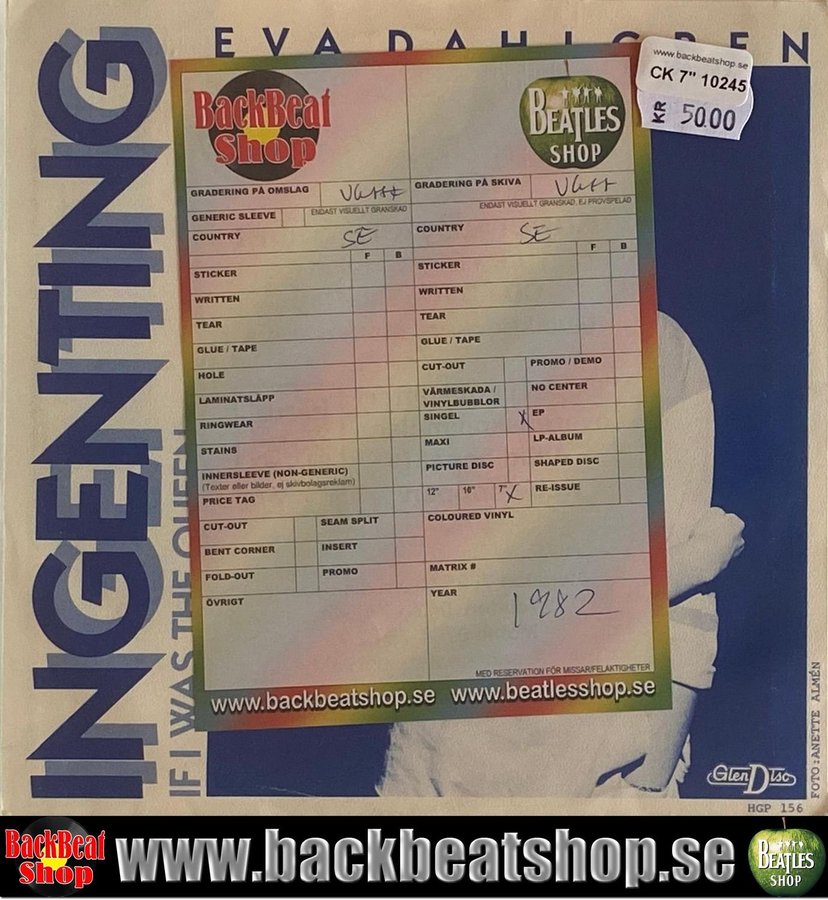 EVA DAHLGREN
www.backbeatshop.se
CK 7" 10245
KR 5000
INGENTING
IF I WAS THE QUEEN
BackBeat
Shop
BEATLES
SHOP
GRADERING PÅ OMSLAG VG++
GRADERING PÅ SKIVA VG++
GENERIC SLEEVE
ENDAST VISUELLT GRANSKAD
ENDAST VISUELLT GRANSKAD, EJ PROVSPELAD
COUNTRY SE
F B
STICKER
WRITTEN
TEAR
GLUE / TAPE
HOLE
LAMINATSLÄPP
RINGWEAR
STAINS
INNERSLEEVE (NON-GENERIC)
(Texter eller bilder, ej skivbolagsreklam)
PRICE TAG
CUT-OUT
SEAM SPLIT
BENT CORNER
INSERT
FOLD-OUT
PROMO
ÖVRIGT
COUNTRY SE
F B
STICKER
WRITTEN
TEAR
GLUE / TAPE
CUT-OUT
PROMO / DEMO
VÄRMESKADA /
VINYLBUBBLOR
NO CENTER
SINGEL X
EP
MAXI
LP-ALBUM
PICTURE DISC
SHAPED DISC
12" 10" 7" X
RE-ISSUE
COLOURED VINYL
MATRIX #
YEAR
1982
MED RESERVATION FÖR MISSAR/FELAKTIGHETER
www.backbeatshop.se www.beatlesshop.se
FOTO: ANETTE ALMÉN
GlenDisc
HGP 156
BackBeat
Shop
www.backbeatshop.se
BEATLES
SHOP